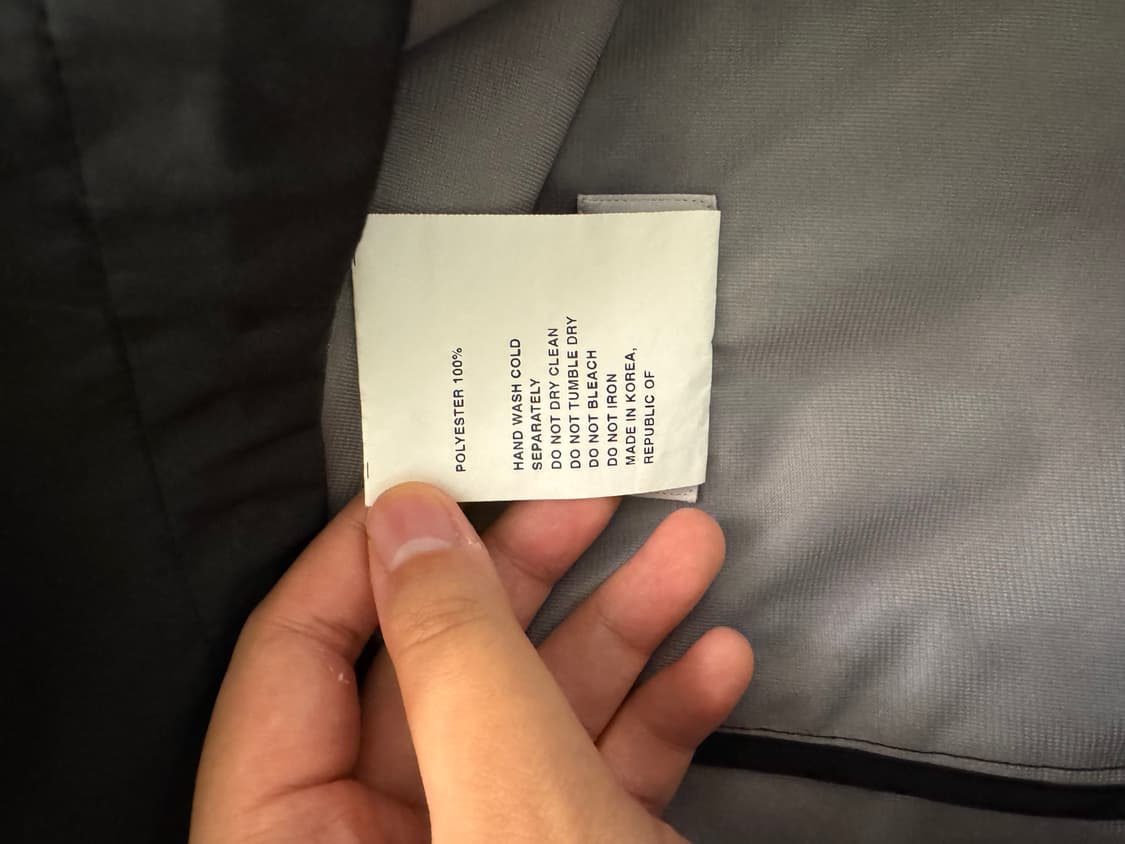 POLYESTER 100%
HAND WASH COLD
SEPARATELY
DO NOT DRY CLEAN
DO NOT TUMBLE DRY
DO NOT BLEACH
DO NOT IRON
MADE IN KOREA,
REPUBLIC OF